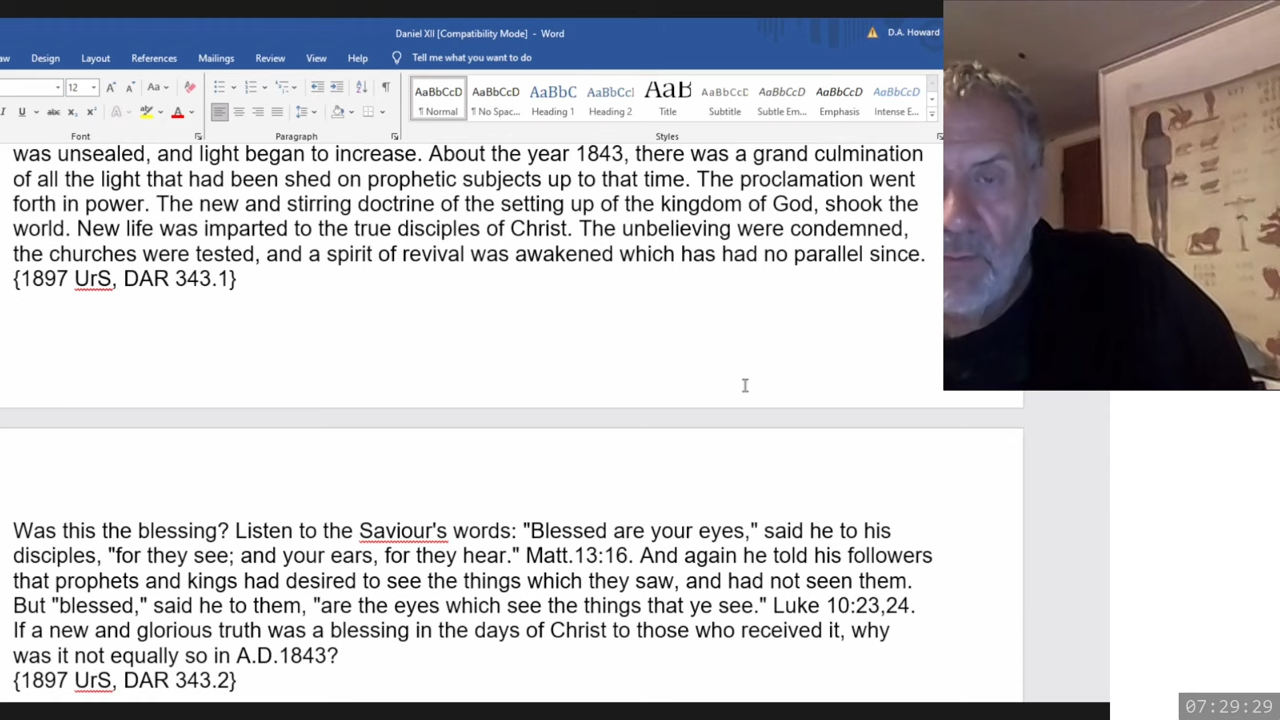 Daniel XII [Compatibility Mode] - Word
D.A. Howard
Design Layout References Mailings Review View Help Tell me what you want to do
12
Aa
AaBbCcD AaBbCcD AaBbC AaBbCcl AaB AaBbCcD AaBbCcD AaBbCcD AaBbCcD
¶ Normal ¶ No Spac... Heading 1 Heading 2 Title Subtitle Subtle Em... Emphasis Intense E...
Font Paragraph Styles
was unsealed, and light began to increase. About the year 1843, there was a grand culmination
of all the light that had been shed on prophetic subjects up to that time. The proclamation went
forth in power. The new and stirring doctrine of the setting up of the kingdom of God, shook the
world. New life was imparted to the true disciples of Christ. The unbelieving were condemned,
the churches were tested, and a spirit of revival was awakened which has had no parallel since.
{1897 UrS, DAR 343.1}
Was this the blessing? Listen to the Saviour's words: "Blessed are your eyes," said he to his
disciples, "for they see; and your ears, for they hear." Matt.13:16. And again he told his followers
that prophets and kings had desired to see the things which they saw, and had not seen them.
But "blessed," said he to them, "are the eyes which see the things that ye see." Luke 10:23,24.
If a new and glorious truth was a blessing in the days of Christ to those who received it, why
was it not equally so in A.D.1843?
{1897 UrS, DAR 343.2}
07:29:29